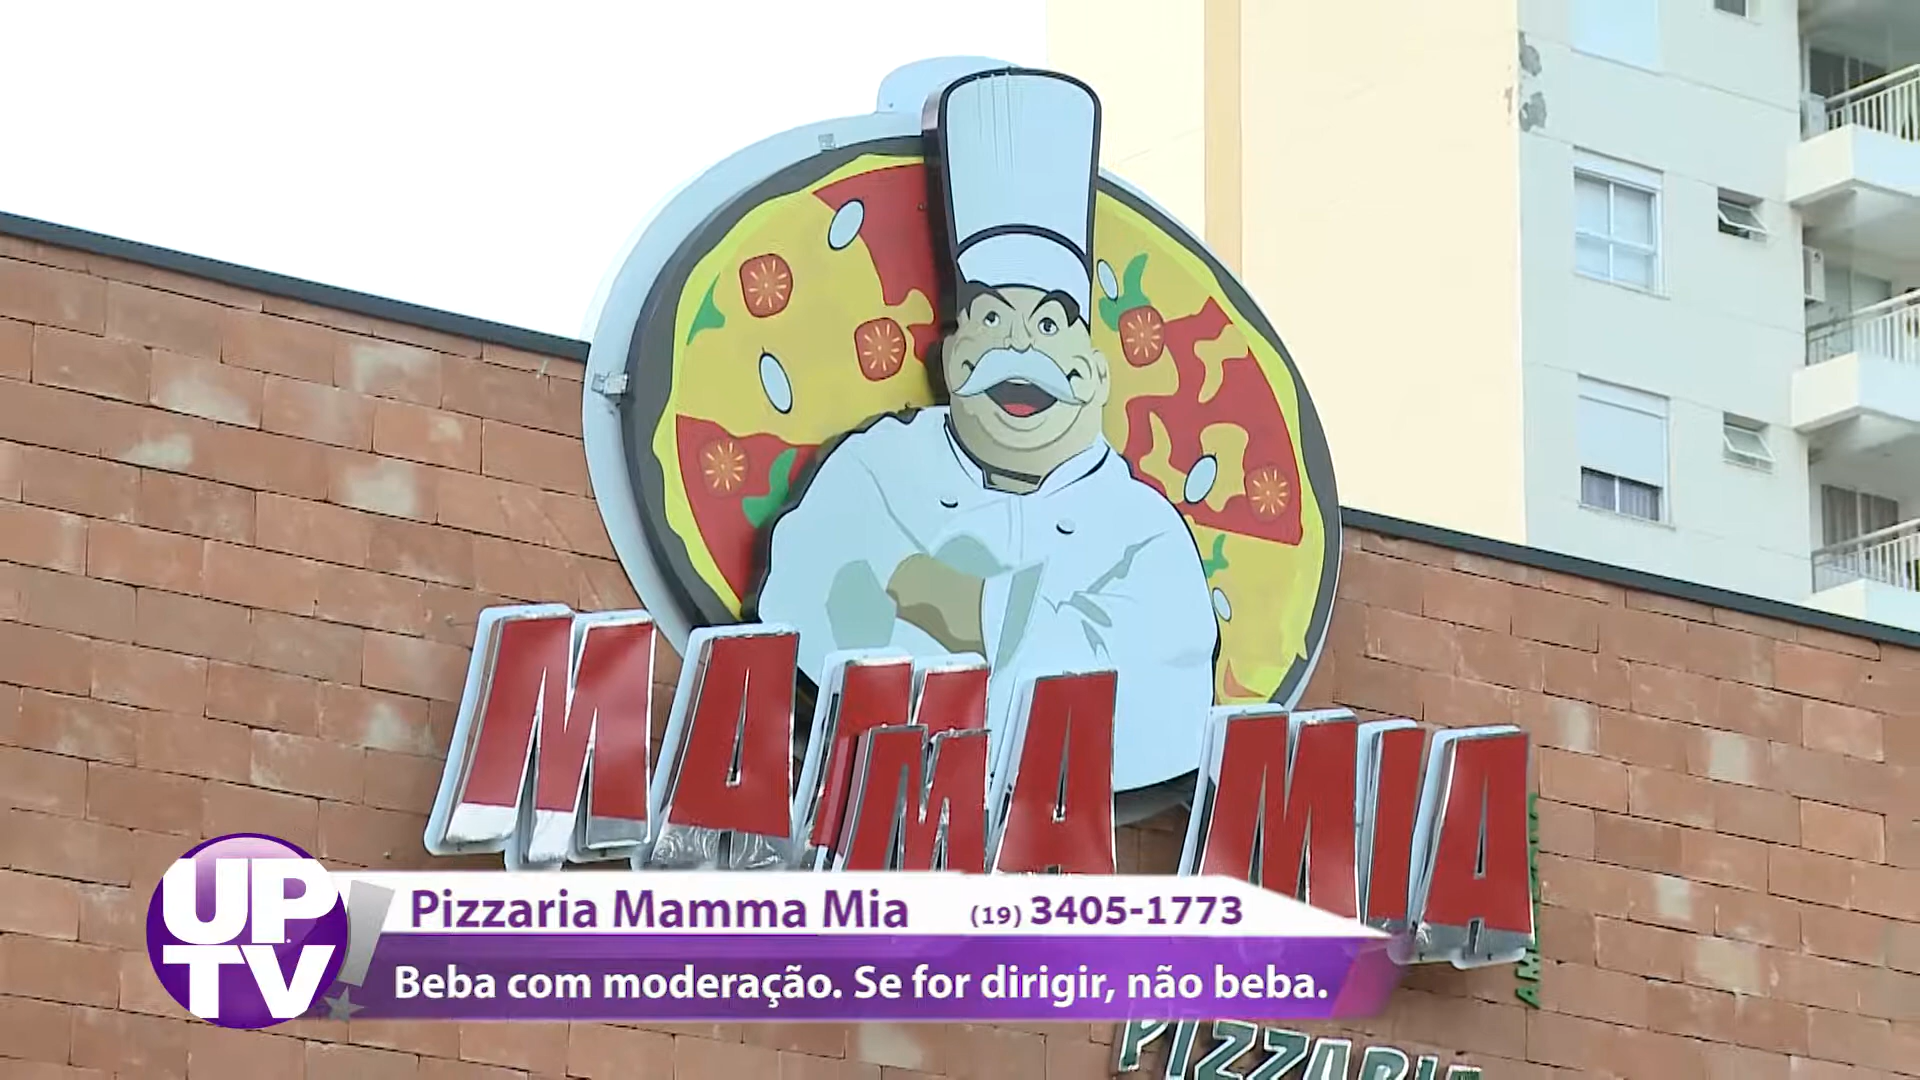 MAMA MIA
UP
TV
Pizzaria Mamma Mia (19) 3405-1773
Beba com moderação. Se for dirigir, não beba.
PIZZARIA